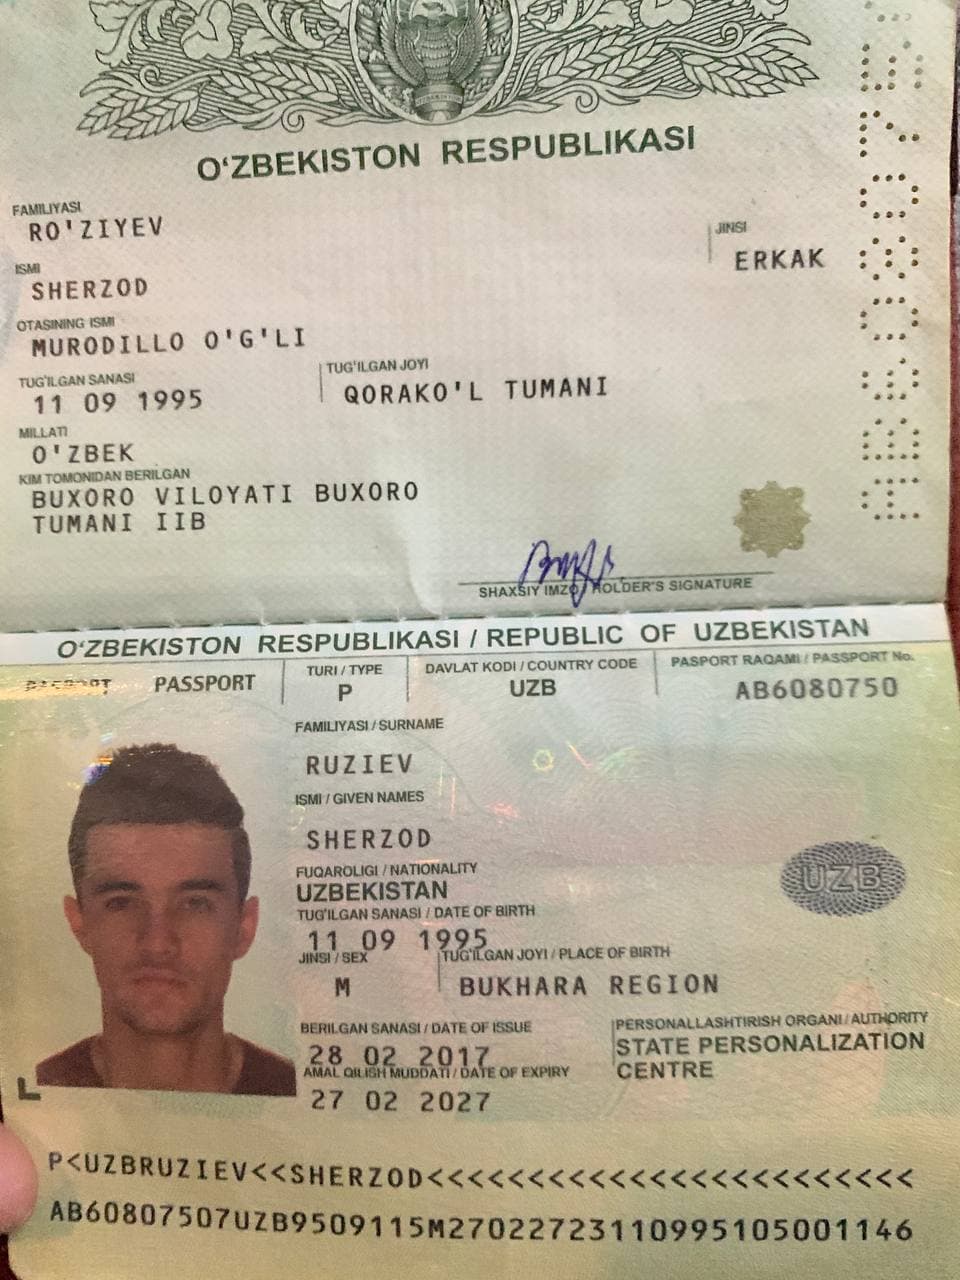 O'ZBEKISTON RESPUBLIKASI
FAMILIYASI
RO'ZIYEV
JINSI
ERKAK
ISMI
SHERZOD
OTASINING ISMI
MURODILLO O'G'LI
TUG'ILGAN SANASI
11 09 1995
TUG'ILGAN JOYI
QORAKO'L TUMANI
MILLATI
O'ZBEK
KIM TOMONIDAN BERILGAN
BUXORO VILOYATI BUXORO
TUMANI IIB
SHAXSIY IMZO / HOLDER'S SIGNATURE
O'ZBEKISTON RESPUBLIKASI / REPUBLIC OF UZBEKISTAN
PASSPORT
TURI / TYPE
P
DAVLAT KODI / COUNTRY CODE
UZB
PASPORT RAQAMI / PASSPORT No.
AB6080750
FAMILIYASI / SURNAME
RUZIEV
ISMI / GIVEN NAMES
SHERZOD
FUQAROLIGI / NATIONALITY
UZBEKISTAN
UZB
TUG'ILGAN SANASI / DATE OF BIRTH
11 09 1995
JINSI / SEX
M
TUG'ILGAN JOYI / PLACE OF BIRTH
BUKHARA REGION
BERILGAN SANASI / DATE OF ISSUE
28 02 2017
PERSONALLASHTIRISH ORGANI / AUTHORITY
STATE PERSONALIZATION
CENTRE
AMAL QILISH MUDDATI / DATE OF EXPIRY
27 02 2027
P<UZBRUZIEV<<SHERZOD<<<<<<<<<<<<<<<<<<<<<<<<
AB60807507UZB9509115M27022723110995105001146